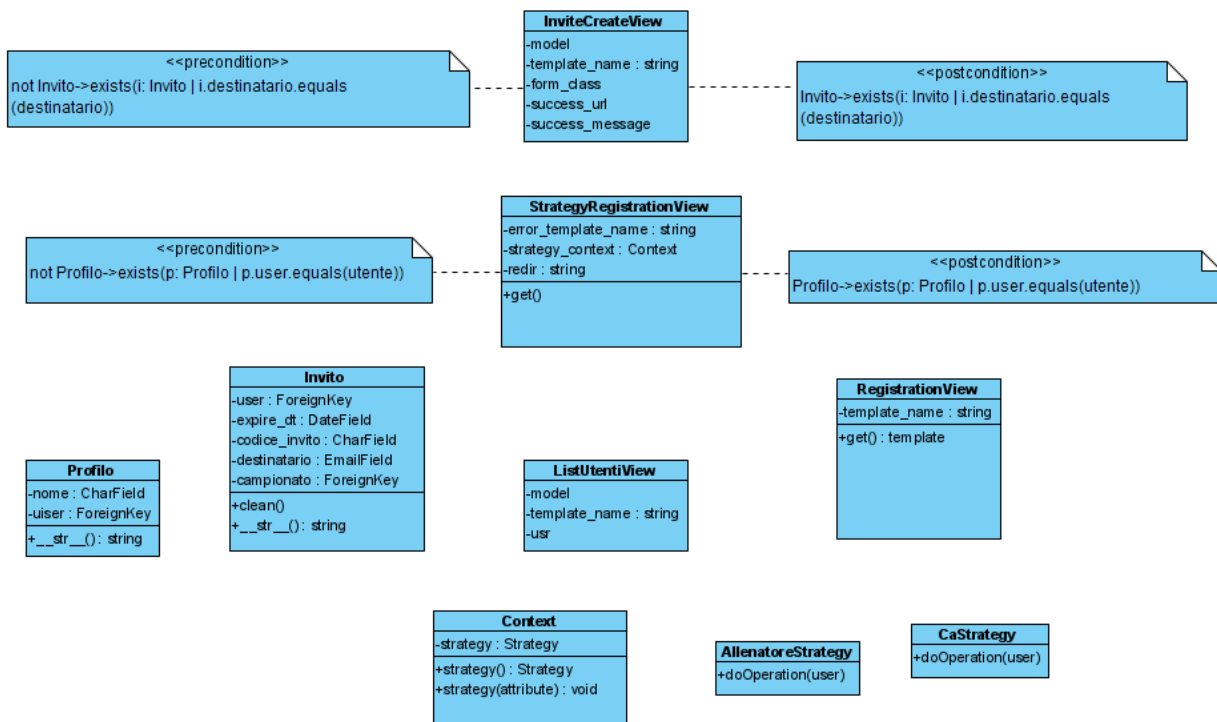 InviteCreateView
-model
-template_name : string
-form_class
-success_url
-success_message
<<precondition>>
not Invito->exists(i: Invito | i.destinatario.equals
(destinatario))
<<postcondition>>
Invito->exists(i: Invito | i.destinatario.equals
(destinatario))
StrategyRegistrationView
-error_template_name : string
-strategy_context : Context
-redir : string
+get()
<<precondition>>
not Profilo->exists(p: Profilo | p.user.equals(utente))
<<postcondition>>
Profilo->exists(p: Profilo | p.user.equals(utente))
Profilo
-nome : CharField
-uiser : ForeignKey
+__str__() : string
Invito
-user : ForeignKey
-expire_dt : DateField
-codice_invito : CharField
-destinatario : EmailField
-campionato : ForeignKey
+clean()
+__str__() : string
ListUtentiView
-model
-template_name : string
-usr
RegistrationView
-template_name : string
+get() : template
Context
-strategy : Strategy
+strategy() : Strategy
+strategy(attribute) : void
AllenatoreStrategy
+doOperation(user)
CaStrategy
+doOperation(user)